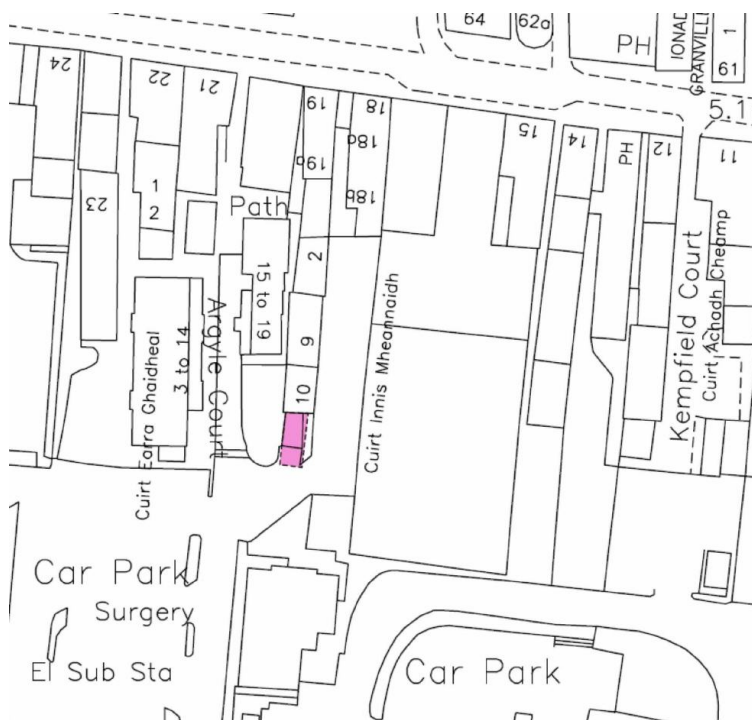 64
62a
PH
IONAD
GRANVILLE
1
61
5.1
24
22
21
19
19a
18
18a
18b
15
14
PH
12
11
1
2
23
Path
2
15 to 19
9
10
Argyle Court
3 to 14
Cuirt Earra Ghaidheal
Cuirt Innis Mheannaidh
Kempfield Court
Cuirt Achadh Cheamp
Car Park
Surgery
El Sub Sta
Car Park